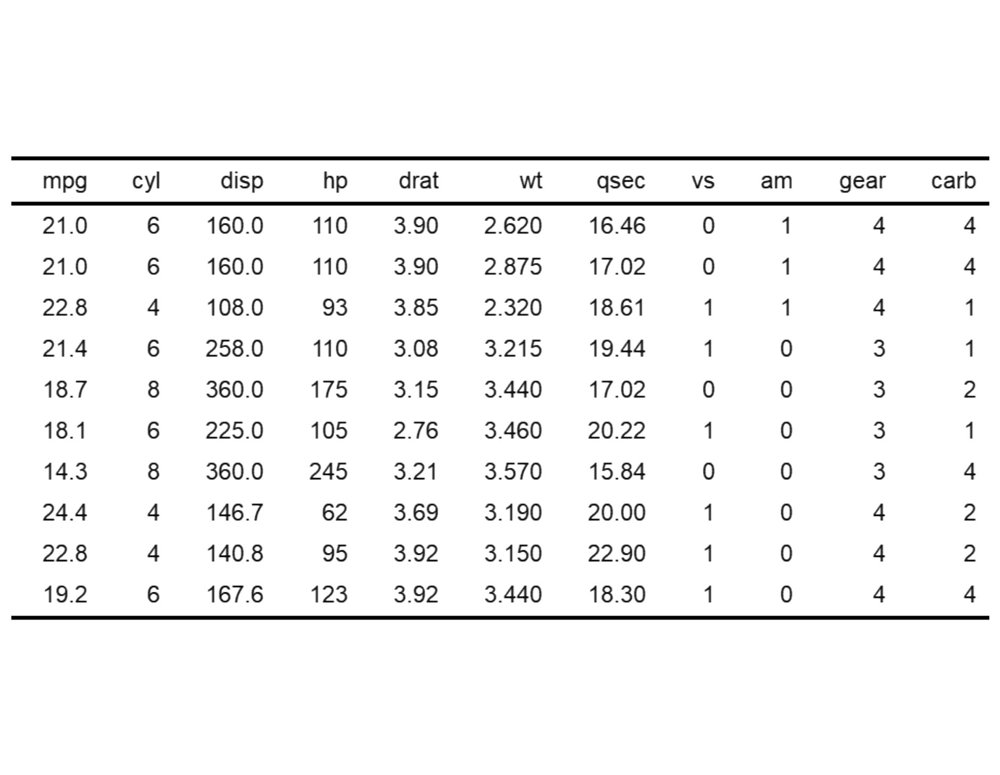 mpg cyl disp hp drat wt qsec vs am gear carb
21.0 6 160.0 110 3.90 2.620 16.46 0 1 4 4
21.0 6 160.0 110 3.90 2.875 17.02 0 1 4 4
22.8 4 108.0 93 3.85 2.320 18.61 1 1 4 1
21.4 6 258.0 110 3.08 3.215 19.44 1 0 3 1
18.7 8 360.0 175 3.15 3.440 17.02 0 0 3 2
18.1 6 225.0 105 2.76 3.460 20.22 1 0 3 1
14.3 8 360.0 245 3.21 3.570 15.84 0 0 3 4
24.4 4 146.7 62 3.69 3.190 20.00 1 0 4 2
22.8 4 140.8 95 3.92 3.150 22.90 1 0 4 2
19.2 6 167.6 123 3.92 3.440 18.30 1 0 4 4